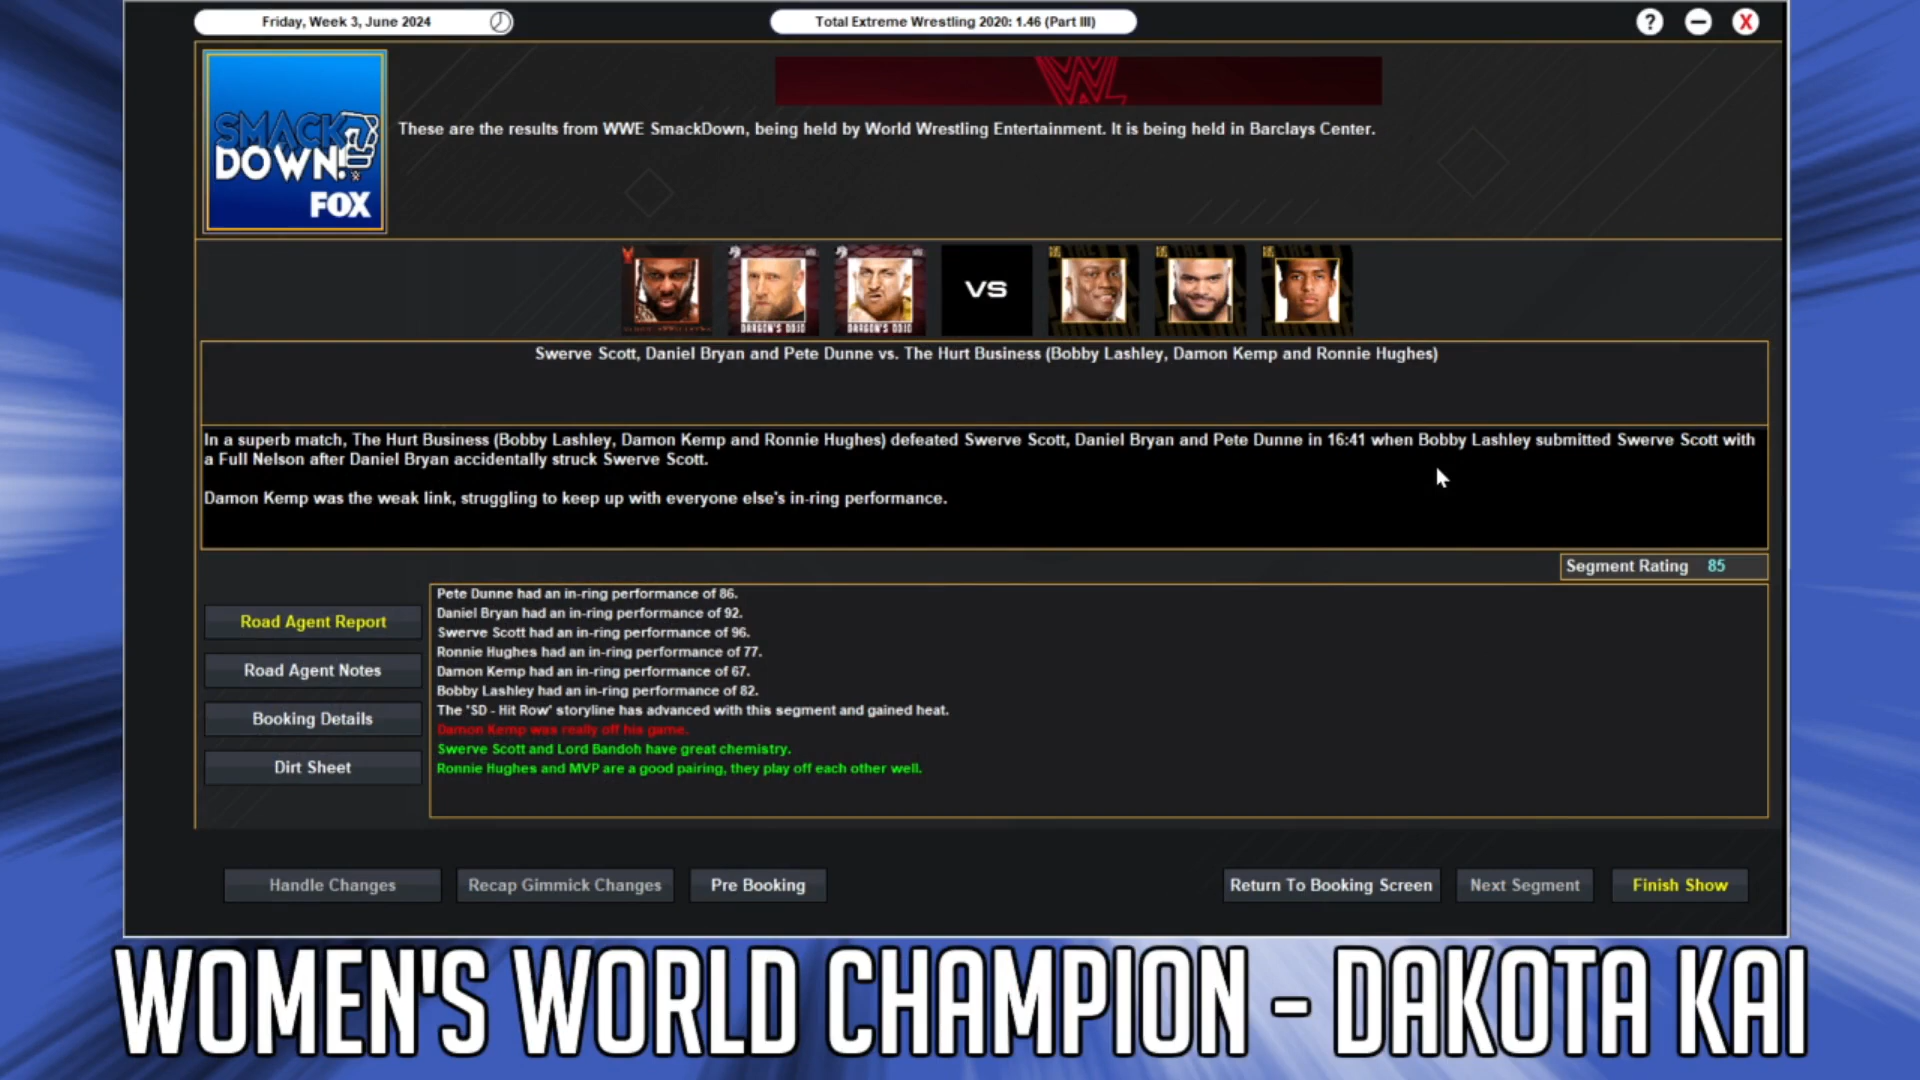 Friday, Week 3, June 2024
Total Extreme Wrestling 2020: 1.46 (Part III)
?
X
SMACK
DOWN!
FOX
These are the results from WWE SmackDown, being held by World Wrestling Entertainment. It is being held in Barclays Center.
DRAGON'S DOJO
DRAGON'S DOJO
VS
Swerve Scott, Daniel Bryan and Pete Dunne vs. The Hurt Business (Bobby Lashley, Damon Kemp and Ronnie Hughes)
In a superb match, The Hurt Business (Bobby Lashley, Damon Kemp and Ronnie Hughes) defeated Swerve Scott, Daniel Bryan and Pete Dunne in 16:41 when Bobby Lashley submitted Swerve Scott with
a Full Nelson after Daniel Bryan accidentally struck Swerve Scott.
Damon Kemp was the weak link, struggling to keep up with everyone else's in-ring performance.
Segment Rating 85
Road Agent Report
Road Agent Notes
Booking Details
Dirt Sheet
Pete Dunne had an in-ring performance of 86.
Daniel Bryan had an in-ring performance of 92.
Swerve Scott had an in-ring performance of 96.
Ronnie Hughes had an in-ring performance of 77.
Damon Kemp had an in-ring performance of 67.
Bobby Lashley had an in-ring performance of 82.
The 'SD - Hit Row' storyline has advanced with this segment and gained heat.
Damon Kemp was really off his game.
Swerve Scott and Lord Bandoh have great chemistry.
Ronnie Hughes and MVP are a good pairing, they play off each other well.
Handle Changes
Recap Gimmick Changes
Pre Booking
Return To Booking Screen
Next Segment
Finish Show
WOMEN'S WORLD CHAMPION - DAKOTA KAI